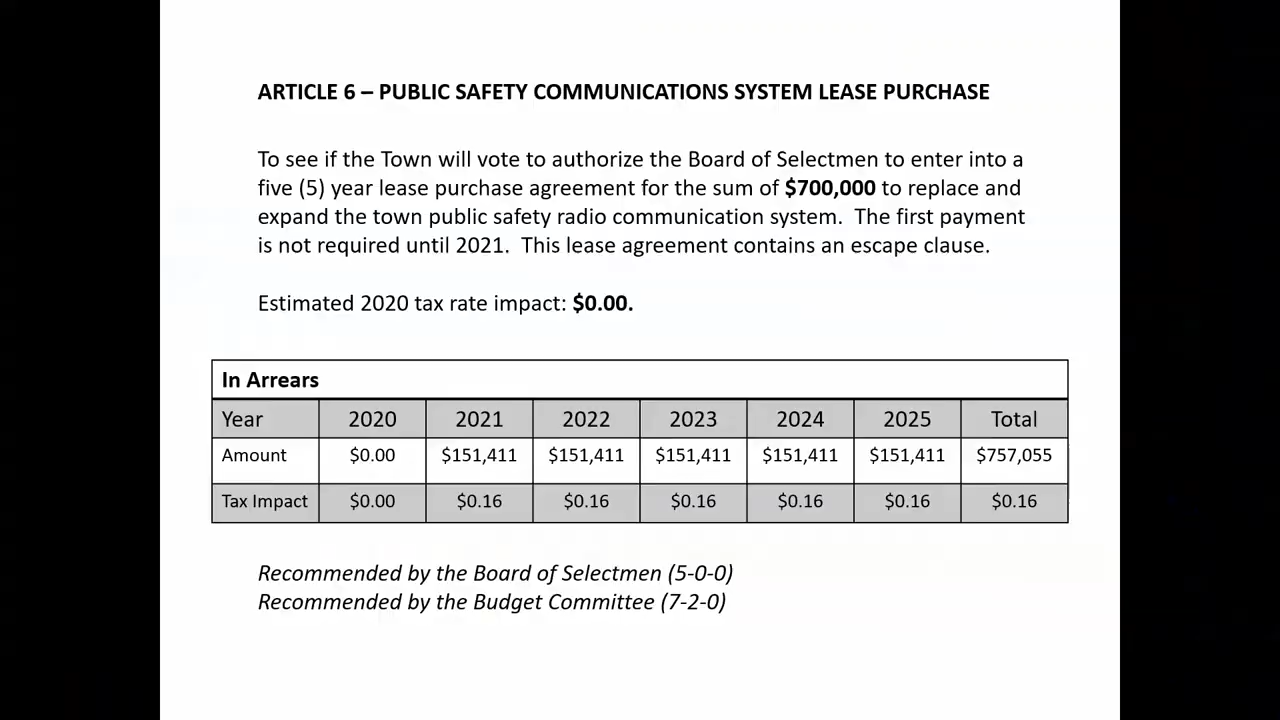 ARTICLE 6 – PUBLIC SAFETY COMMUNICATIONS SYSTEM LEASE PURCHASE
To see if the Town will vote to authorize the Board of Selectmen to enter into a
five (5) year lease purchase agreement for the sum of $700,000 to replace and
expand the town public safety radio communication system.  The first payment
is not required until 2021.  This lease agreement contains an escape clause.
Estimated 2020 tax rate impact: $0.00.
In Arrears
Year 2020 2021 2022 2023 2024 2025 Total
Amount $0.00 $151,411 $151,411 $151,411 $151,411 $151,411 $757,055
Tax Impact $0.00 $0.16 $0.16 $0.16 $0.16 $0.16 $0.16
Recommended by the Board of Selectmen (5-0-0)
Recommended by the Budget Committee (7-2-0)